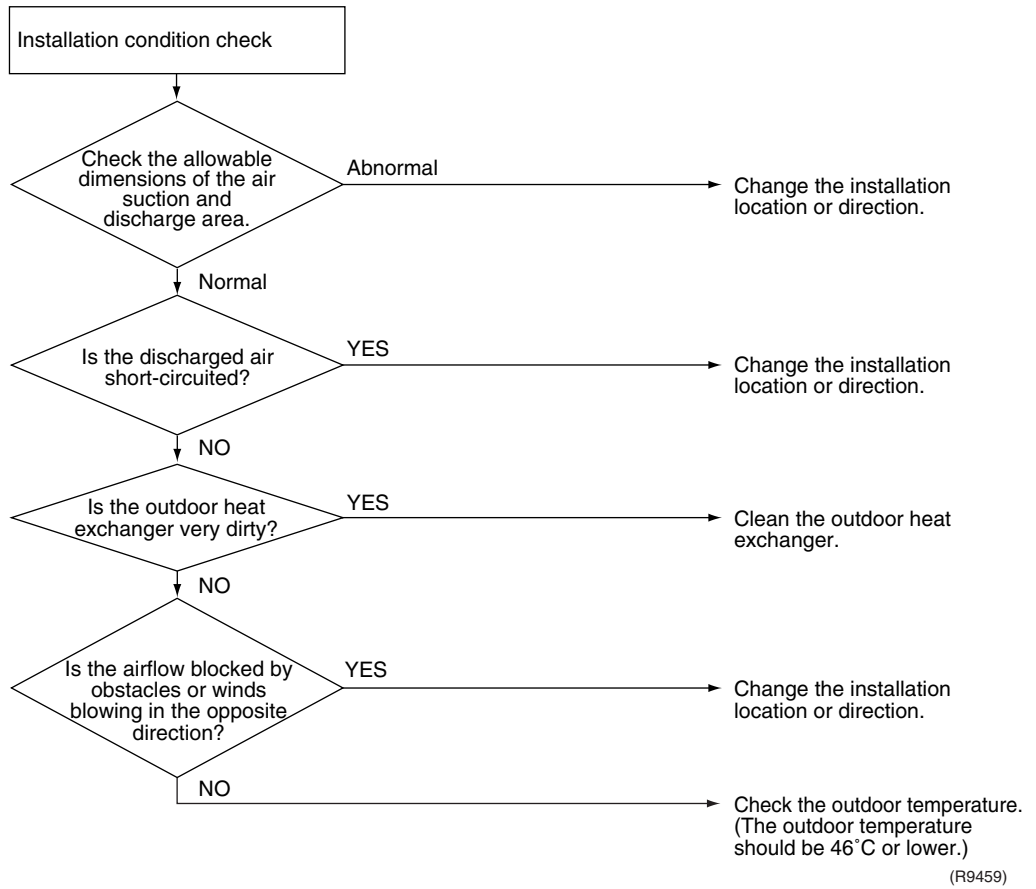 Installation condition check
Check the allowable
dimensions of the air
suction and
discharge area.
Abnormal
Change the installation
location or direction.
Normal
Is the discharged air
short-circuited?
YES
Change the installation
location or direction.
NO
Is the outdoor heat
exchanger very dirty?
YES
Clean the outdoor heat
exchanger.
NO
Is the airflow blocked by
obstacles or winds
blowing in the opposite
direction?
YES
Change the installation
location or direction.
NO
Check the outdoor temperature.
(The outdoor temperature
should be 46˚C or lower.)
(R9459)